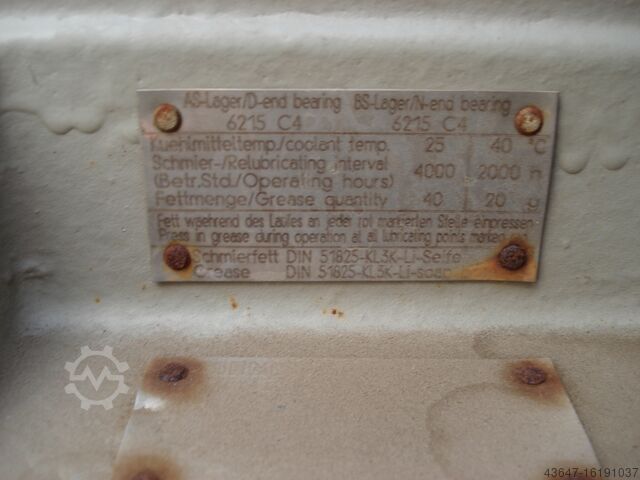 AS-Lager/D-end bearing BS-Lager/N-end bearing
6215 C4 6215 C4
Kuehlmitteltemp./coolant temp. 25 40 °C
Schmier-/Relubricating interval 4000 2000 h
(Betr.Std./Operating hours)
Fettmenge/Grease quantity 40 20 g
Fett waehrend des Laufes an jeder rot markierten Stelle einpressen
Press in grease during operation at all lubricating points marked
Schmierfett DIN 51825-KL3K-Li-Seife
Grease DIN 51825-KL3K-Li-soap
43647-16191037